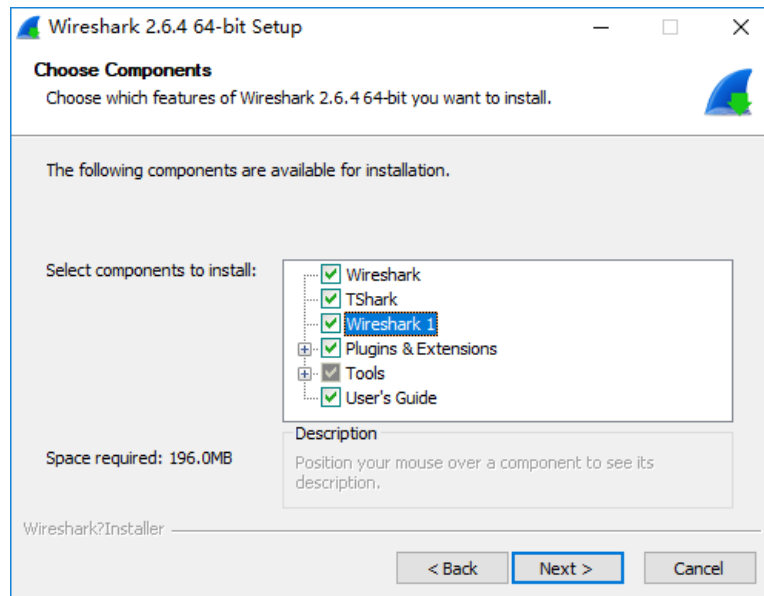 Wireshark 2.6.4 64-bit Setup
Choose Components
Choose which features of Wireshark 2.6.4 64-bit you want to install.
The following components are available for installation.
Select components to install:
Wireshark
TShark
Wireshark 1
Plugins & Extensions
Tools
User's Guide
Space required: 196.0MB
Description
Position your mouse over a component to see its
description.
Wireshark?Installer
< Back
Next >
Cancel